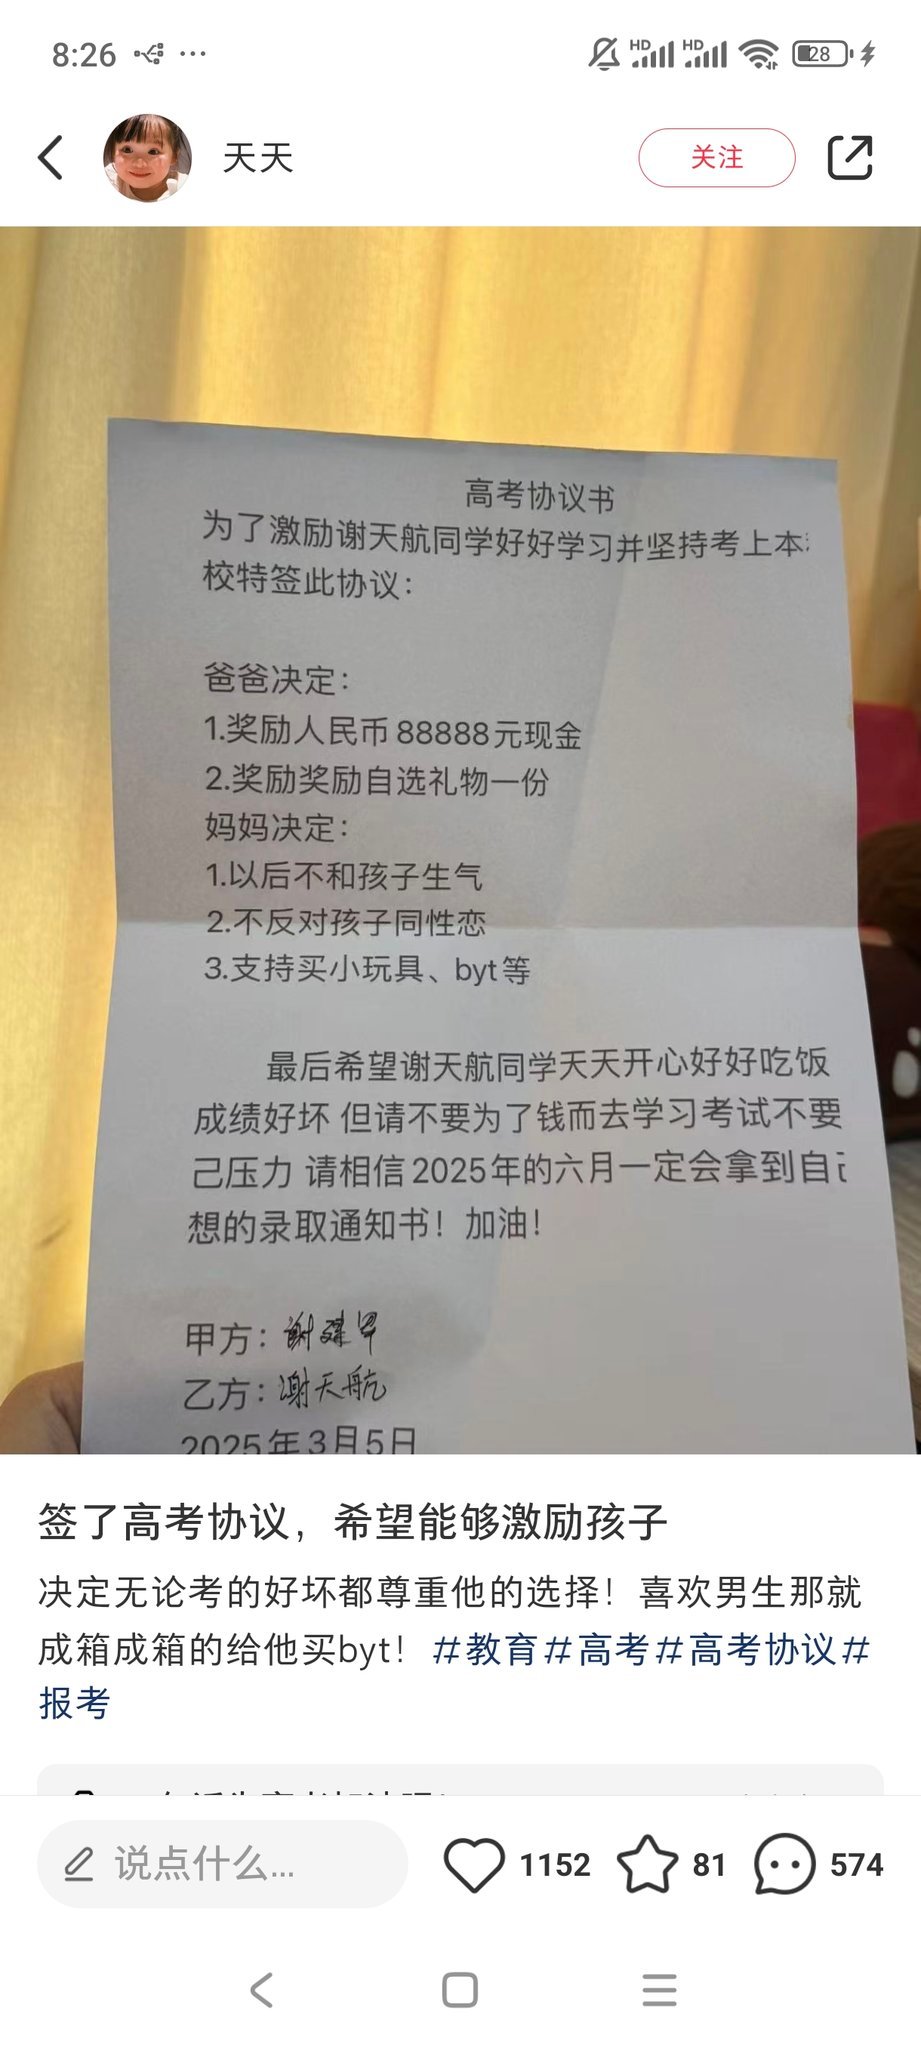 8:26 ···
HD HD 28
天天
关注
高考协议书
为了激励谢天航同学好好学习并坚持考上本
校特签此协议：
爸爸决定：
1.奖励人民币88888元现金
2.奖励奖励自选礼物一份
妈妈决定：
1.以后不和孩子生气
2.不反对孩子同性恋
3.支持买小玩具、byt等
最后希望谢天航同学天天开心好好吃饭
成绩好坏 但请不要为了钱而去学习考试不要
己压力 请相信2025年的六月一定会拿到自己
想的录取通知书！加油！
甲方：谢建军
乙方：谢天航
2025年3月5日
签了高考协议，希望能够激励孩子
决定无论考的好坏都尊重他的选择！喜欢男生那就
成箱成箱的给他买byt！#教育#高考#高考协议#
报考
说点什么...
1152
81
574